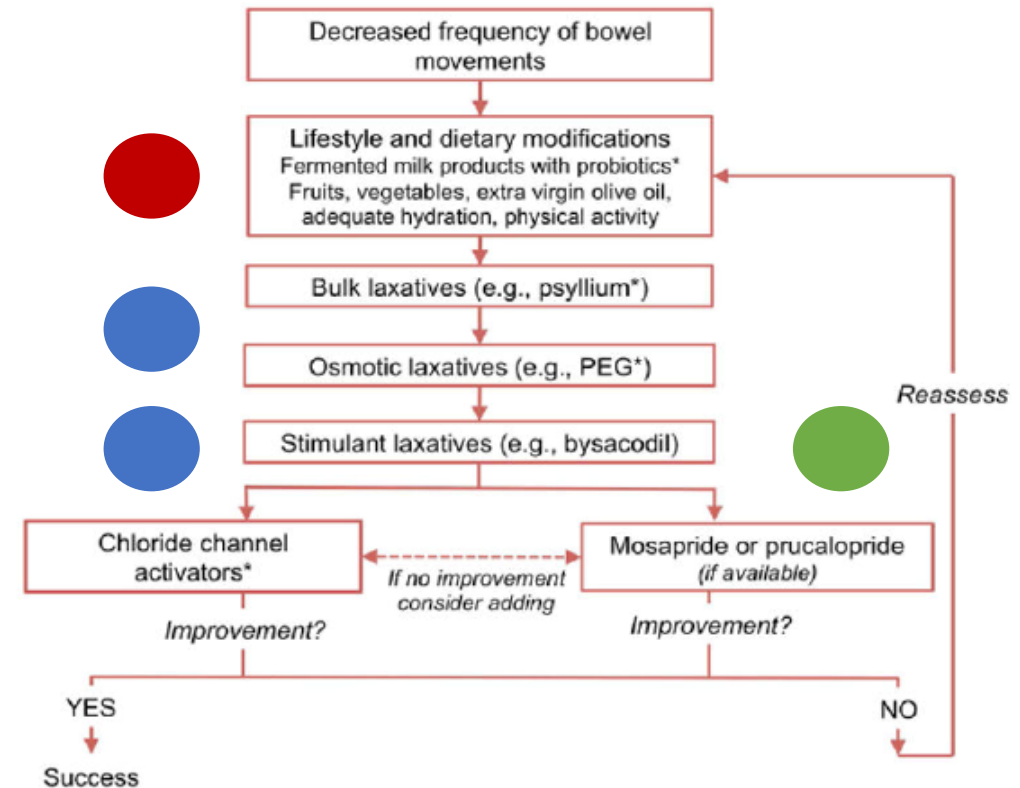 Decreased frequency of bowel
movements
Lifestyle and dietary modifications
Fermented milk products with probiotics*
Fruits, vegetables, extra virgin olive oil,
adequate hydration, physical activity
Bulk laxatives (e.g., psyllium*)
Osmotic laxatives (e.g., PEG*)
Reassess
Stimulant laxatives (e.g., bysacodil)
Chloride channel
activators*
If no improvement
consider adding
Mosapride or prucalopride
(if available)
Improvement?
Improvement?
YES
NO
Success